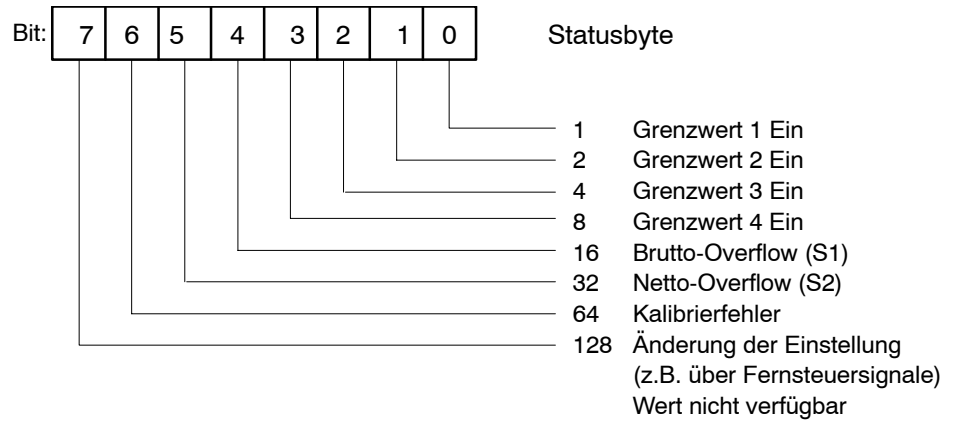 Bit: 7 6 5 4 3 2 1 0 Statusbyte
1 Grenzwert 1 Ein
2 Grenzwert 2 Ein
4 Grenzwert 3 Ein
8 Grenzwert 4 Ein
16 Brutto-Overflow (S1)
32 Netto-Overflow (S2)
64 Kalibrierfehler
128 Änderung der Einstellung
(z.B. über Fernsteuersignale)
Wert nicht verfügbar